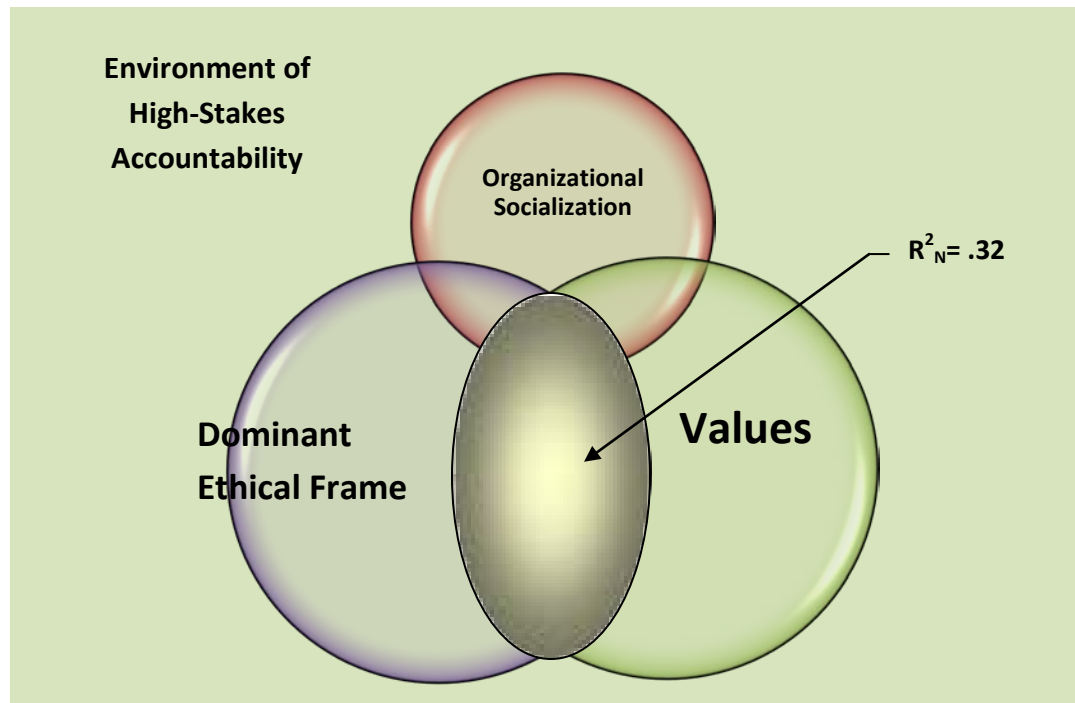 Environment of
High-Stakes
Accountability
Organizational
Socialization
R²N= .32
Dominant
Ethical Frame
Values